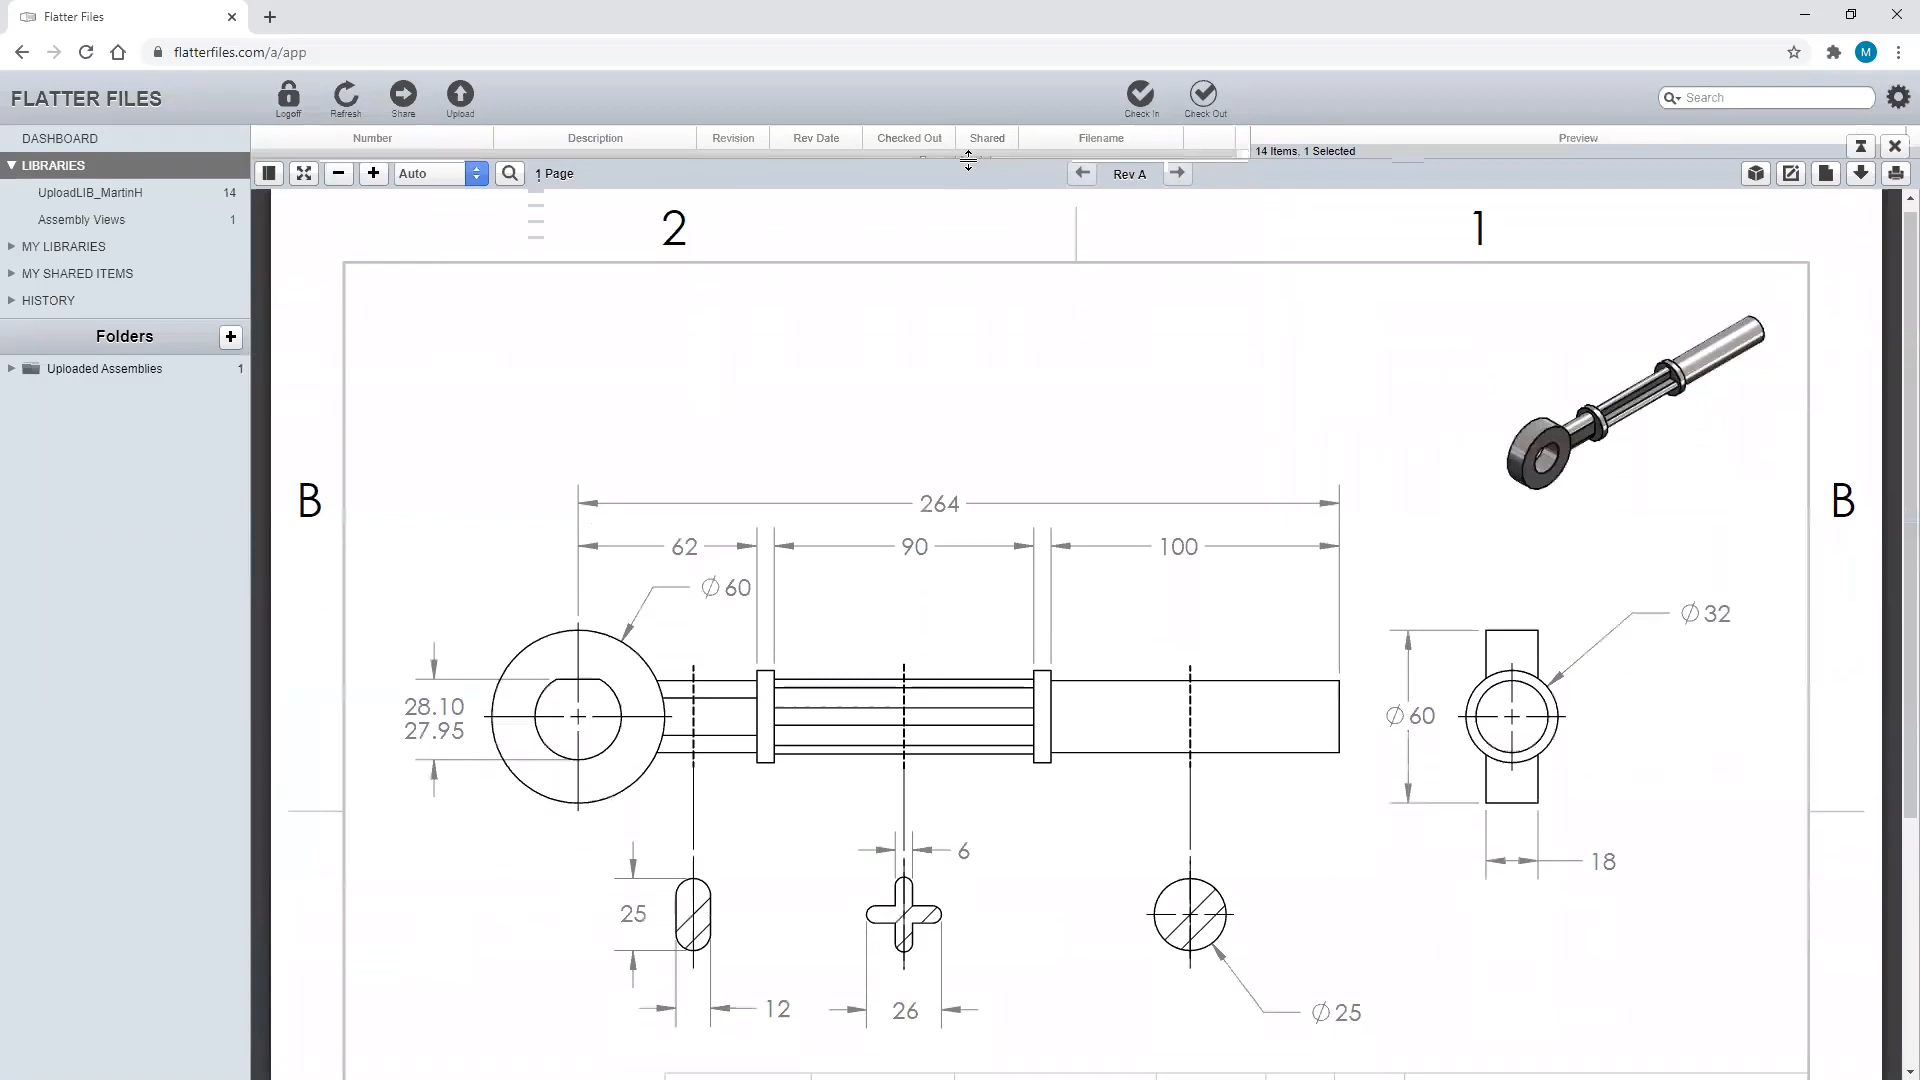 Flatter Files
flatterfiles.com/a/app
M
FLATTER FILES
Logoff
Refresh
Share
Upload
Check In
Check Out
Search
DASHBOARD
LIBRARIES
UploadLIB_MartinH 14
Assembly Views 1
MY LIBRARIES
MY SHARED ITEMS
HISTORY
Folders
Uploaded Assemblies 1
Number Description Revision Rev Date Checked Out Shared Filename Preview
14 Items, 1 Selected
Auto
1 Page
Rev A
2 1
B B
264
62 90 100
∅60
∅32
28.10
27.95
∅60
6
18
25
12
26
∅25